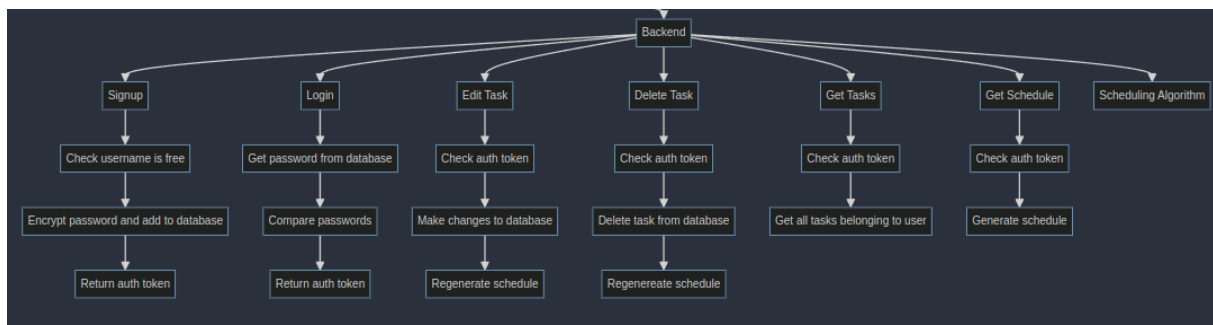 Backend
Signup
Login
Edit Task
Delete Task
Get Tasks
Get Schedule
Scheduling Algorithm
Check username is free
Get password from database
Check auth token
Check auth token
Check auth token
Check auth token
Encrypt password and add to database
Compare passwords
Make changes to database
Delete task from database
Get all tasks belonging to user
Generate schedule
Return auth token
Return auth token
Regenerate schedule
Regenereate schedule